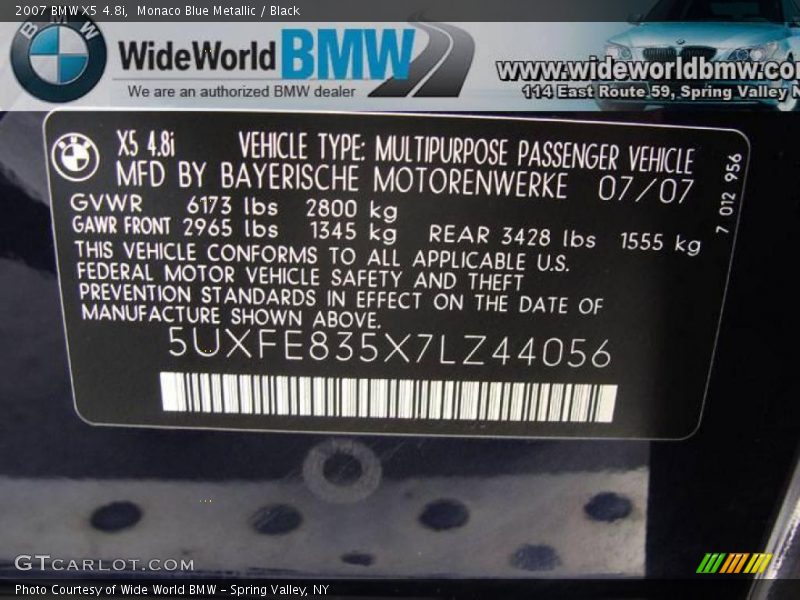 2007 BMW X5 4.8i, Monaco Blue Metallic / Black
BMW
WideWorld BMW
We are an authorized BMW dealer
www.wideworldbmw.co
114 East Route 59, Spring Valley N
X5 4.8i VEHICLE TYPE: MULTIPURPOSE PASSENGER VEHICLE
MFD BY BAYERISCHE MOTORENWERKE 07/07
GVWR 6173 lbs 2800 kg
GAWR FRONT 2965 lbs 1345 kg REAR 3428 lbs 1555 kg
THIS VEHICLE CONFORMS TO ALL APPLICABLE U.S.
FEDERAL MOTOR VEHICLE SAFETY AND THEFT
PREVENTION STANDARDS IN EFFECT ON THE DATE OF
MANUFACTURE SHOWN ABOVE.
5UXFE835X7LZ44056
7 012 956
GTCARLOT.COM
Photo Courtesy of Wide World BMW - Spring Valley, NY